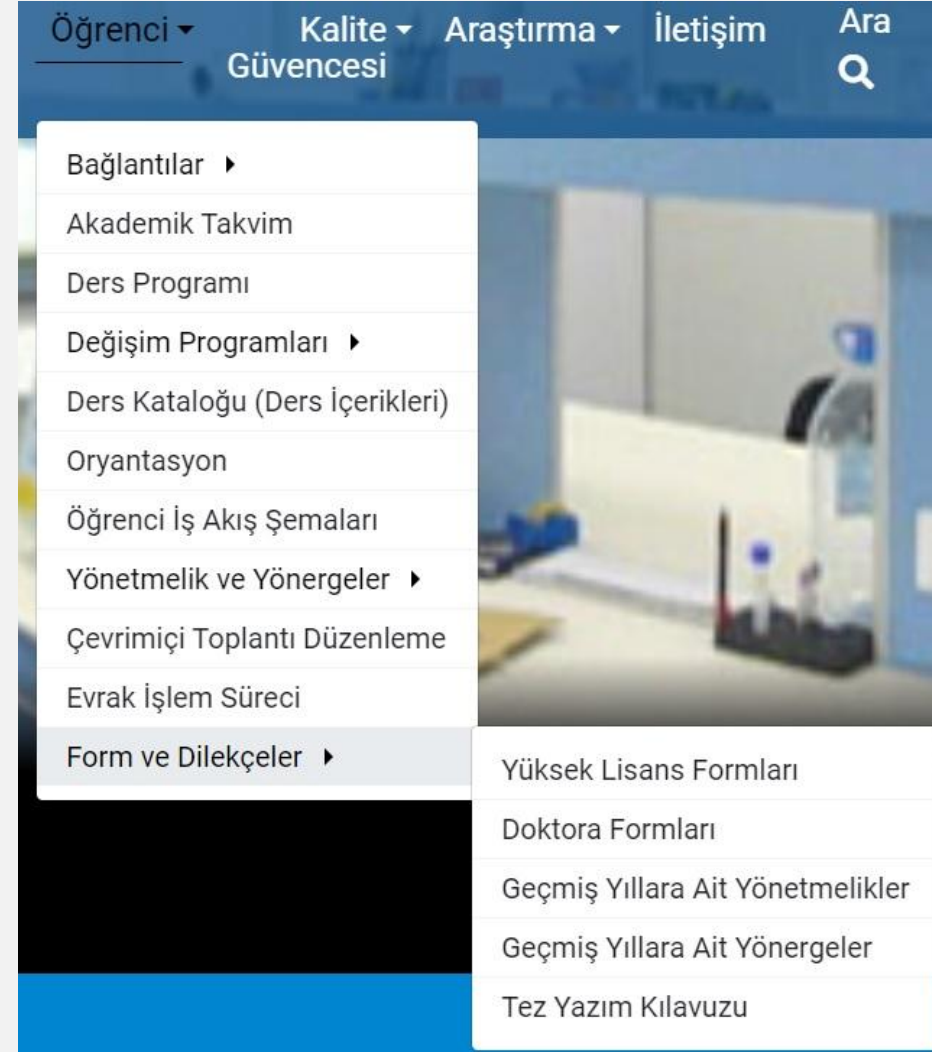 Öğrenci Kalite Araştırma İletişim Ara
Güvencesi
Bağlantılar
Akademik Takvim
Ders Programı
Değişim Programları
Ders Kataloğu (Ders İçerikleri)
Oryantasyon
Öğrenci İş Akış Şemaları
Yönetmelik ve Yönergeler
Çevrimiçi Toplantı Düzenleme
Evrak İşlem Süreci
Form ve Dilekçeler
Yüksek Lisans Formları
Doktora Formları
Geçmiş Yıllara Ait Yönetmelikler
Geçmiş Yıllara Ait Yönergeler
Tez Yazım Kılavuzu